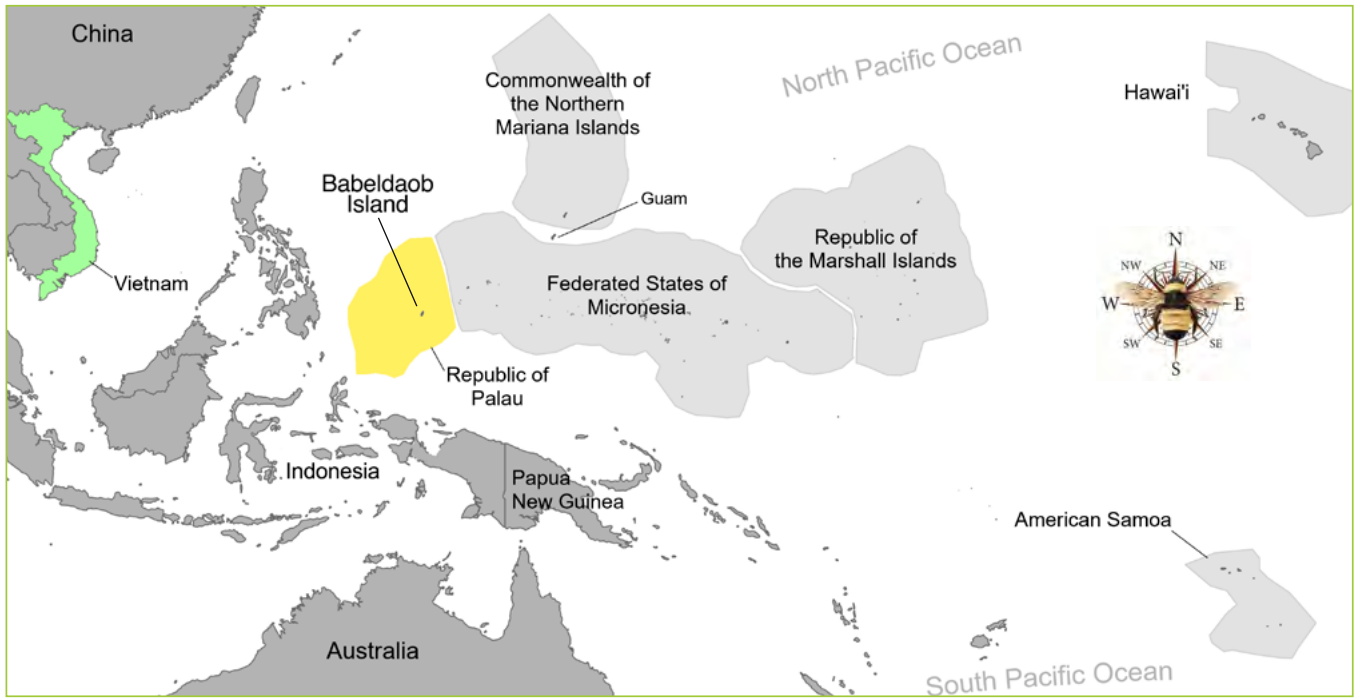 China
North Pacific Ocean
Hawai'i
Commonwealth of
the Northern
Mariana Islands
Babeldaob
Island
Guam
Republic of
the Marshall Islands
Vietnam
Federated States of
Micronesia
N
NW
NE
W
E
SW
SE
S
Republic of
Palau
Indonesia
Papua
New Guinea
American Samoa
Australia
South Pacific Ocean